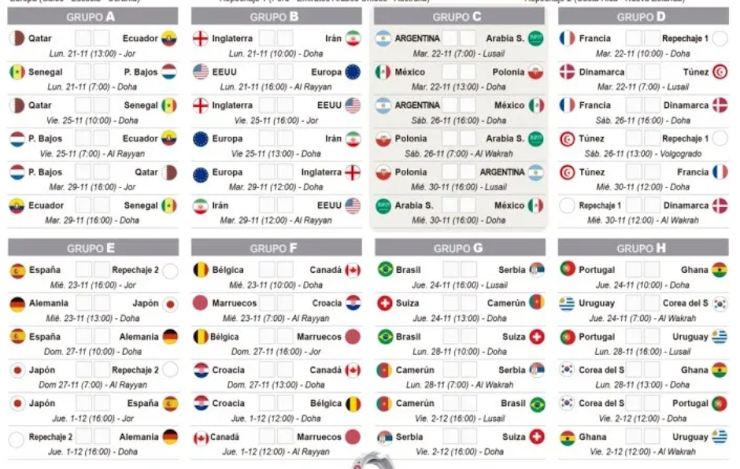 GRUPO A
Qatar Ecuador
Lun. 21-11 (13:00) - Jor
Senegal P. Bajos
Lun. 21-11 (7:00) - Doha
Qatar Senegal
Vie. 25-11 (10:00) - Doha
P. Bajos Ecuador
Vie. 25-11 (7:00) - Al Rayyan
P. Bajos Qatar
Mar. 29-11 (16:00) - Jor
Ecuador Senegal
Mar. 29-11 (16:00) - Doha
GRUPO B
Inglaterra Irán
Lun. 21-11 (10:00) - Doha
EEUU Europa
Lun. 21-11 (16:00) - Al Rayyan
Inglaterra EEUU
Vie. 25-11 (16:00) - Jor
Europa Irán
Vie 25-11 (13:00) - Doha
Europa Inglaterra
Mar. 29-11 (12:00) - Jor
Irán EEUU
Mar. 29-11 (12:00) - Al Rayyan
GRUPO C
ARGENTINA Arabia S.
Mar. 22-11 (7:00) - Lusail
México Polonia
Mar. 22-11 (13:00) - Doha
ARGENTINA México
Sáb. 26-11 (16:00) - Doha
Polonia Arabia S.
Sáb. 26-11 (7:00) - Al Wakrah
Polonia ARGENTINA
Mié. 30-11 (16:00) - Lusail
Arabia S. México
Mié. 30-11 (16:00) - Doha
GRUPO D
Francia Repechaje 1
Mar. 22-11 (10:00) - Doha
Dinamarca Túnez
Mar. 22-11 (7:00) - Lusail
Francia Dinamarca
Sáb. 26-11 (16:00) - Doha
Túnez Repechaje 1
Sáb. 26-11 (13:00) - Volgogrado
Túnez Francia
Mié. 30-11 (12:00) - Doha
Repechaje 1 Dinamarca
Mié. 30-11 (12:00) - Al Wakrah
GRUPO E
España Repechaje 2
Mié. 23-11 (16:00) - Jor
Alemania Japón
Mié. 23-11 (13:00) - Doha
España Alemania
Dom. 27-11 (10:00) - Doha
Japón Repechaje 2
Dom 27-11 (7:00) - Al Rayyan
Japón España
Jue. 1-12 (16:00) - Jor
Repechaje 2 Alemania
Jue. 1-12 (16:00) - Doha
GRUPO F
Bélgica Canadá
Mié. 23-11 (10:00) - Doha
Marruecos Croacia
Mié. 23-11 (7:00) - Al Rayyan
Bélgica Marruecos
Dom. 27-11 (16:00) - Jor
Croacia Canadá
Dom. 27-11 (13:00) - Doha
Croacia Bélgica
Jue. 1-12 (12:00) - Doha
Canadá Marruecos
Jue. 1-12 (12:00) - Al Rayyan
GRUPO G
Brasil Serbia
Jue. 24-11 (16:00) - Lusail
Suiza Camerún
Jue. 24-11 (13:00) - Doha
Brasil Suiza
Lun. 28-11 (10:00) - Doha
Camerún Serbia
Lun. 28-11 (7:00) - Al Wakrah
Camerún Brasil
Vie. 2-12 (16:00) - Lusail
Serbia Suiza
Vie. 2-12 (16:00) - Doha
GRUPO H
Portugal Ghana
Jue. 24-11 (10:00) - Doha
Uruguay Corea del S
Jue. 24-11 (7:00) - Al Wakrah
Portugal Uruguay
Lun. 28-11 (16:00) - Lusail
Corea del S Ghana
Lun. 28-11 (13:00) - Doha
Corea del S Portugal
Vie. 2-12 (12:00) - Doha
Ghana Uruguay
Vie. 2-12 (12:00) - Al Wakrah